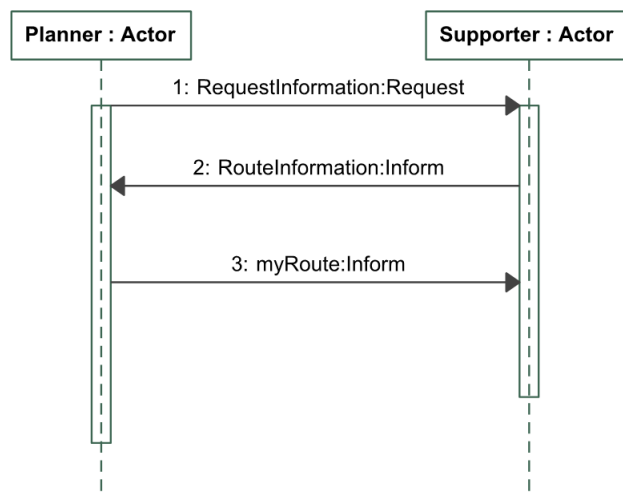 Planner : Actor
Supporter : Actor
1: RequestInformation:Request
2: RouteInformation:Inform
3: myRoute:Inform